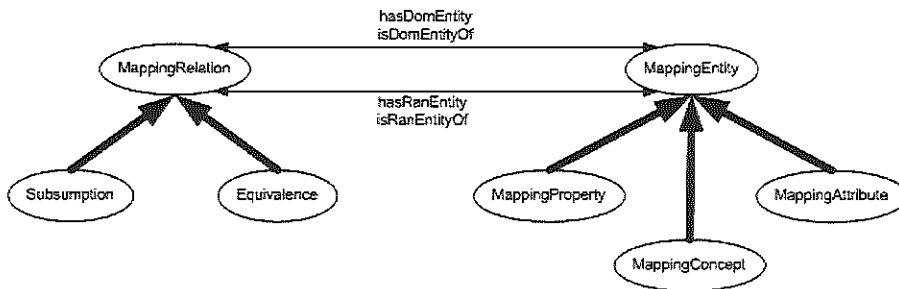 hasDomEntity
isDomEntityOf
MappingRelation
MappingEntity
hasRanEntity
isRanEntityOf
Subsumption
Equivalence
MappingProperty
MappingAttribute
MappingConcept